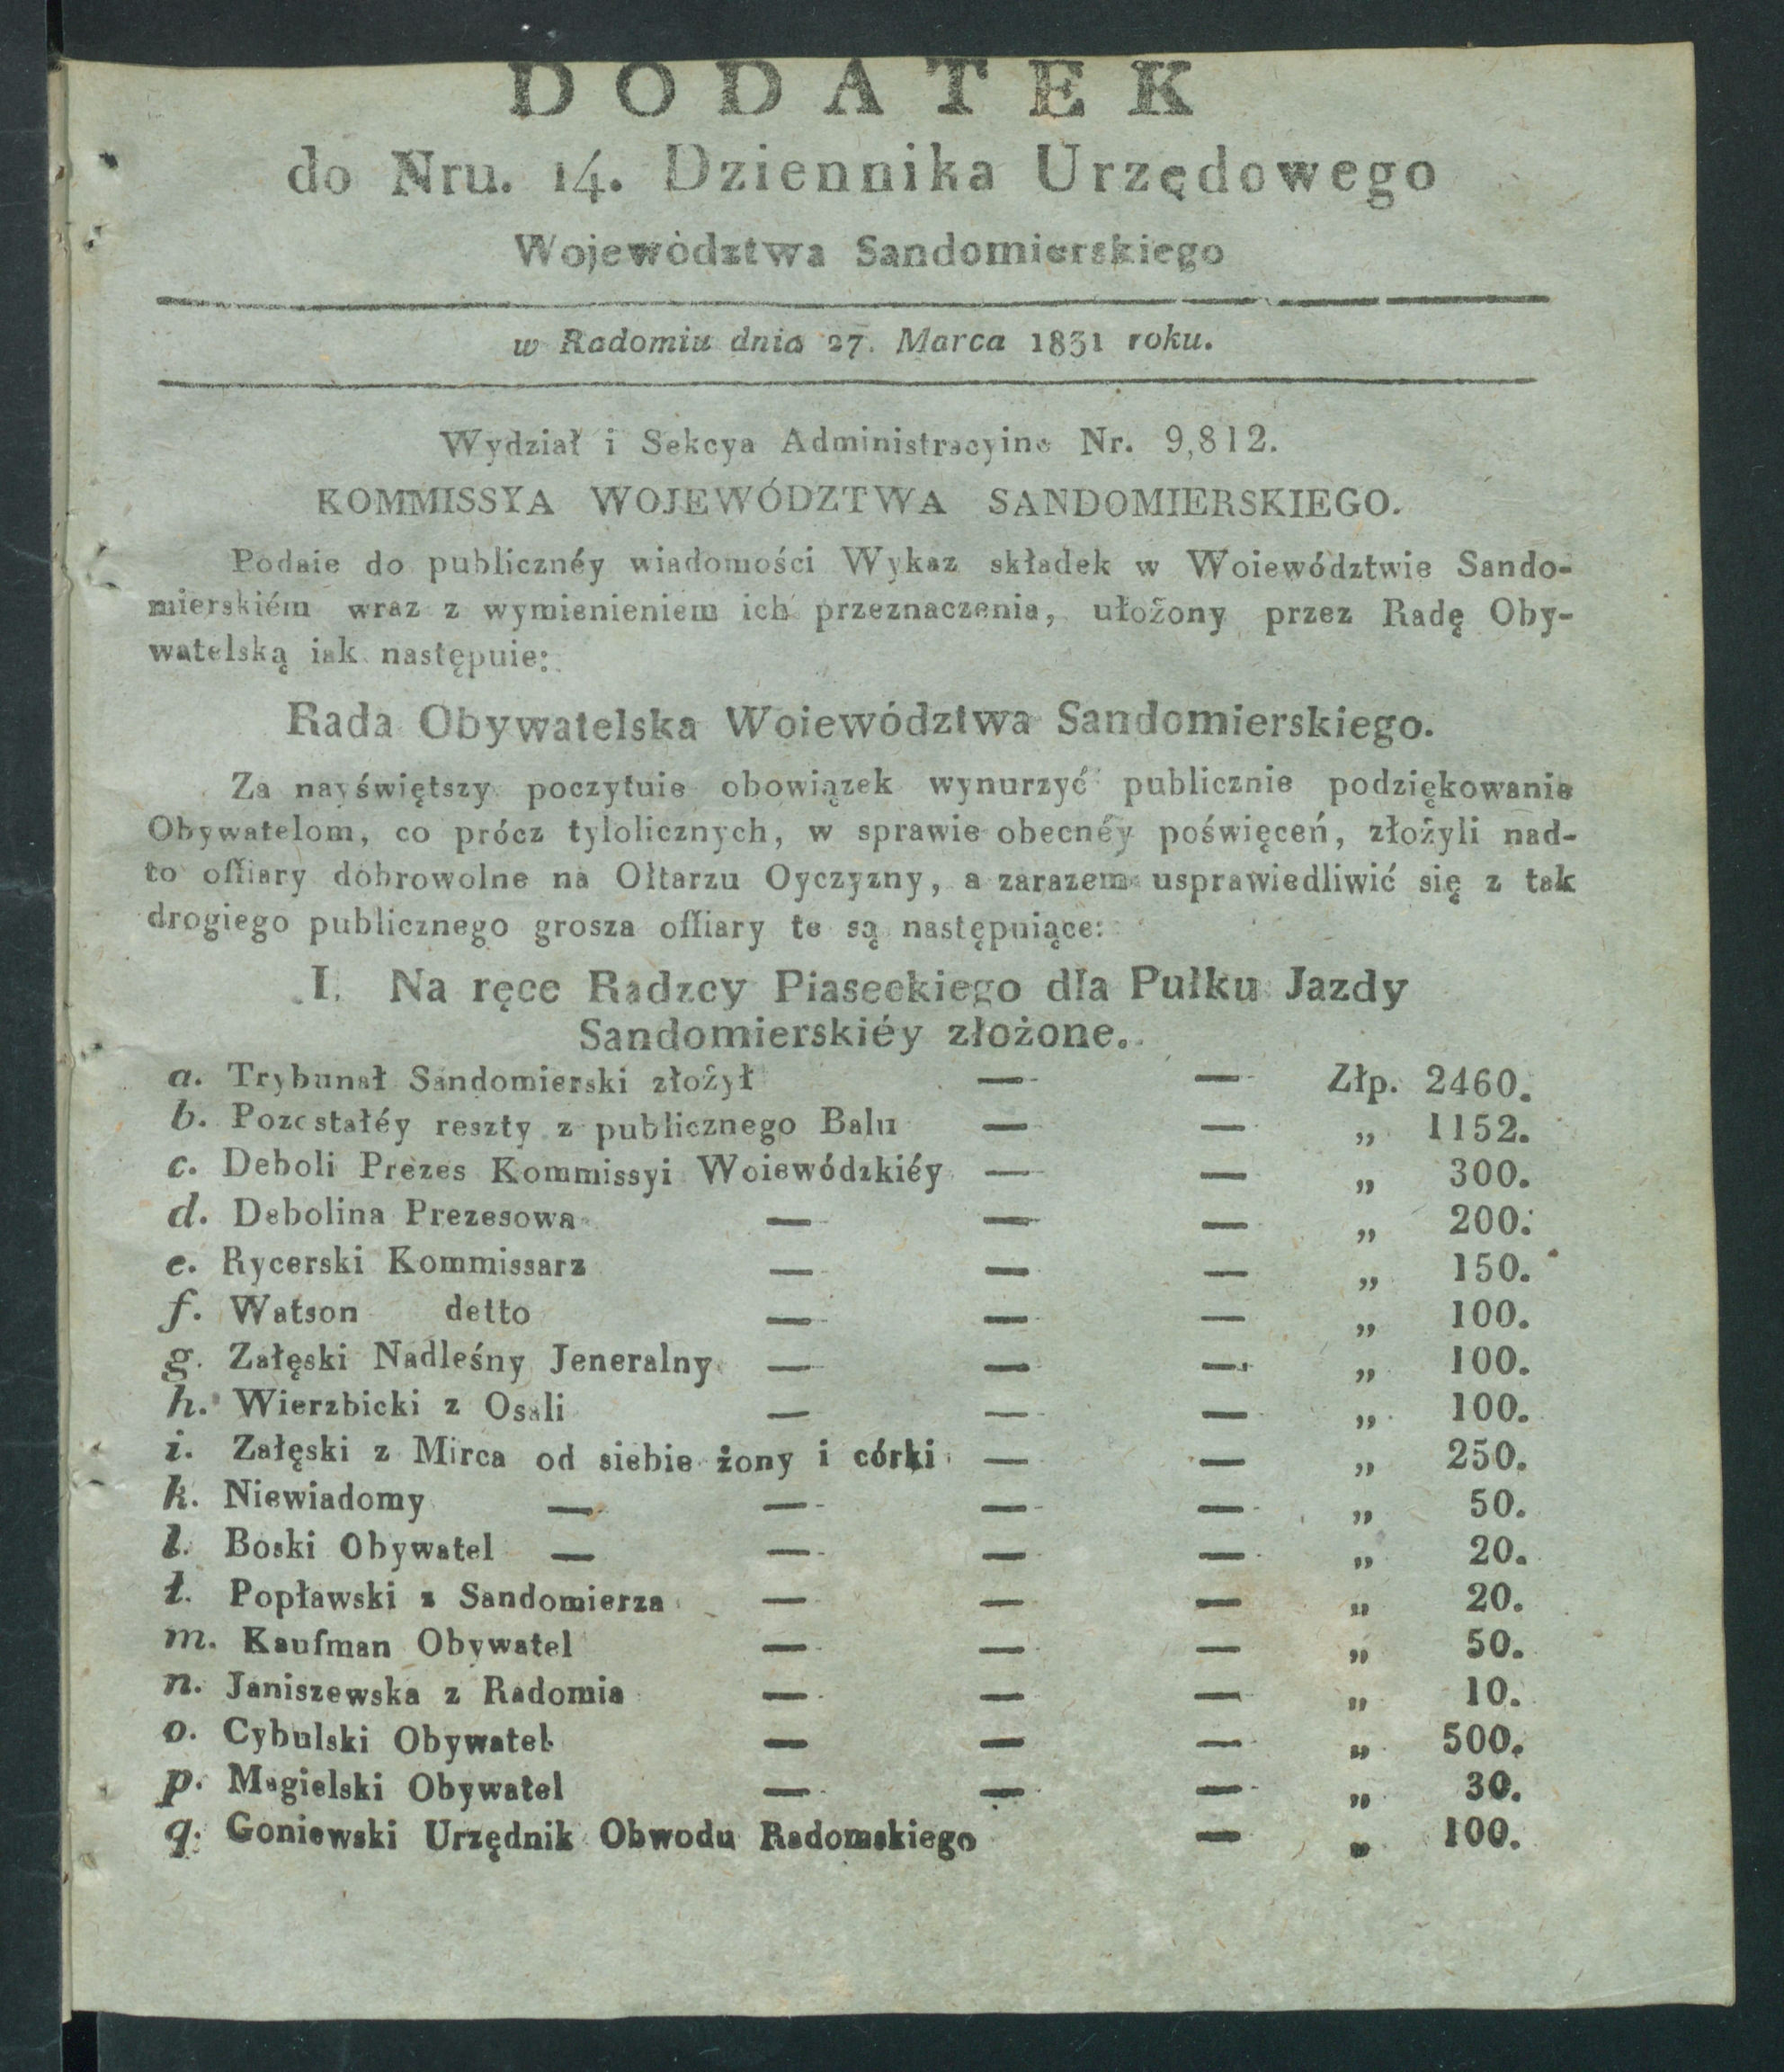 DODATEK
do Nru. 14. Dziennika Urzędowego
Województwa Sandomierskiego
w Radomiu dnia 27. Marca 1831 roku.
Wydział i Sekcya Administracyine Nr. 9,812.
KOMMISSYA WOJEWÓDZTWA SANDOMIERSKIEGO.
Podaie do publicznéy wiadomości Wykaz składek w Woiewództwie Sando-
mierskiém wraz z wymienieniem ich przeznaczenia, ułożony przez Radę Oby-
watelską iak następuie:
Rada Obywatelska Woiewództwa Sandomierskiego.
Za nayświętszy poczytuie obowiązek wynurzyć publicznie podziękowanie
Obywatelom, co prócz tylolicznych, w sprawie obecnéy poświęceń, złożyli nad-
to offiary dobrowolne na Ołtarzu Oyczyzny, a zarazem usprawiedliwić się z tak
drogiego publicznego grosza offiary te są następuiące:
I. Na ręce Radzcy Piaseckiego dla Pułku Jazdy
Sandomierskiéy złożone.
a. Trybunał Sandomierski złożył — — Złp. 2460.
b. Pozostałéy reszty z publicznego Balu — — „ 1152.
c. Deboli Prezes Kommissyi Woiewódzkiéy — — „ 300.
d. Debolina Prezesowa — — — „ 200.
e. Rycerski Kommissarz — — — „ 150.
f. Watson detto — — — „ 100.
g. Załęski Nadleśny Jeneralny — — — „ 100.
h. Wierzbicki z Osali — — — „ 100.
i. Załęski z Mirca od siebie żony i córki — — „ 250.
k. Niewiadomy — — — — „ 50.
l. Boski Obywatel — — — — „ 20.
ł. Popławski z Sandomierza — — — „ 20.
m. Kaufman Obywatel — — — „ 50.
n. Janiszewska z Radomia — — — „ 10.
o. Cybulski Obywatel — — — „ 500.
p. Magielski Obywatel — — — „ 30.
q. Goniewski Urzędnik Obwodu Radomskiego — „ 100.